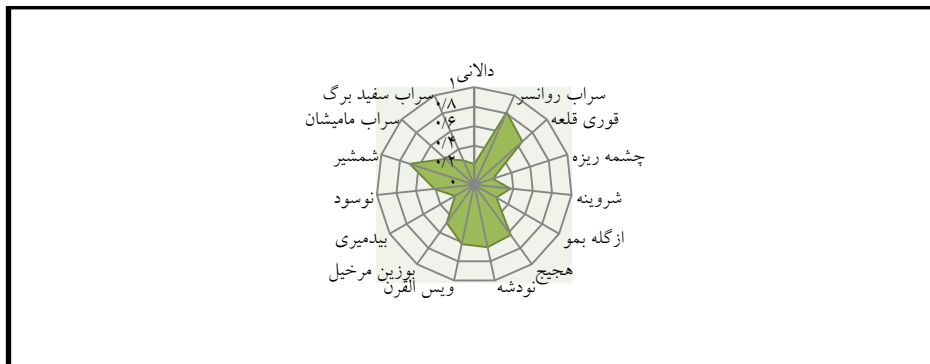 دالانی
سراب روانسر
قوری قلعه
چشمه ریزه
شروینه
ازگله بمو
هجیج
نودشه
ویس القرن
بوزین مرخیل
بیدمیری
نوسود
شمشیر
سراب مامیشان
سراب سفید برگ
۱
۰/۸
۰/۶
۰/۴
۰/۲
۰